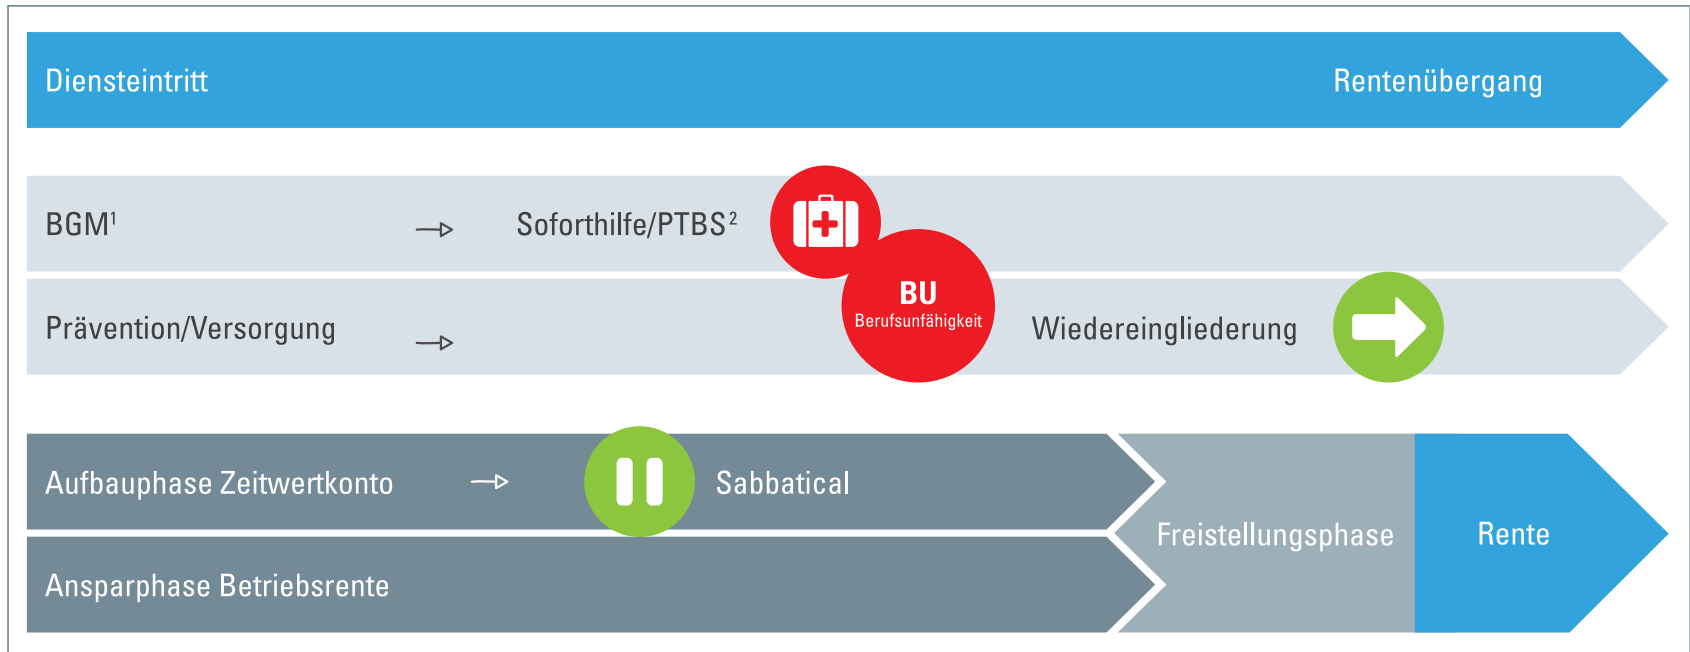 Diensteintritt
Rentenübergang
BGM¹
Soforthilfe/PTBS²
BU
Berufsunfähigkeit
Prävention/Versorgung
Wiedereingliederung
Aufbauphase Zeitwertkonto
Sabbatical
Freistellungsphase
Rente
Ansparphase Betriebsrente